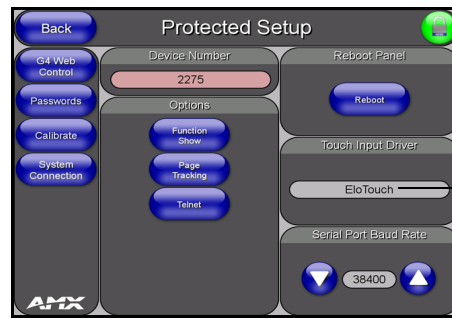 Back
Protected Setup
G4 Web
Control
Passwords
Calibrate
System
Connection
AMX
Device Number
2275
Options
Function
Show
Page
Tracking
Telnet
Reboot Panel
Reboot
Touch Input Driver
EloTouch
Serial Port Baud Rate
38400